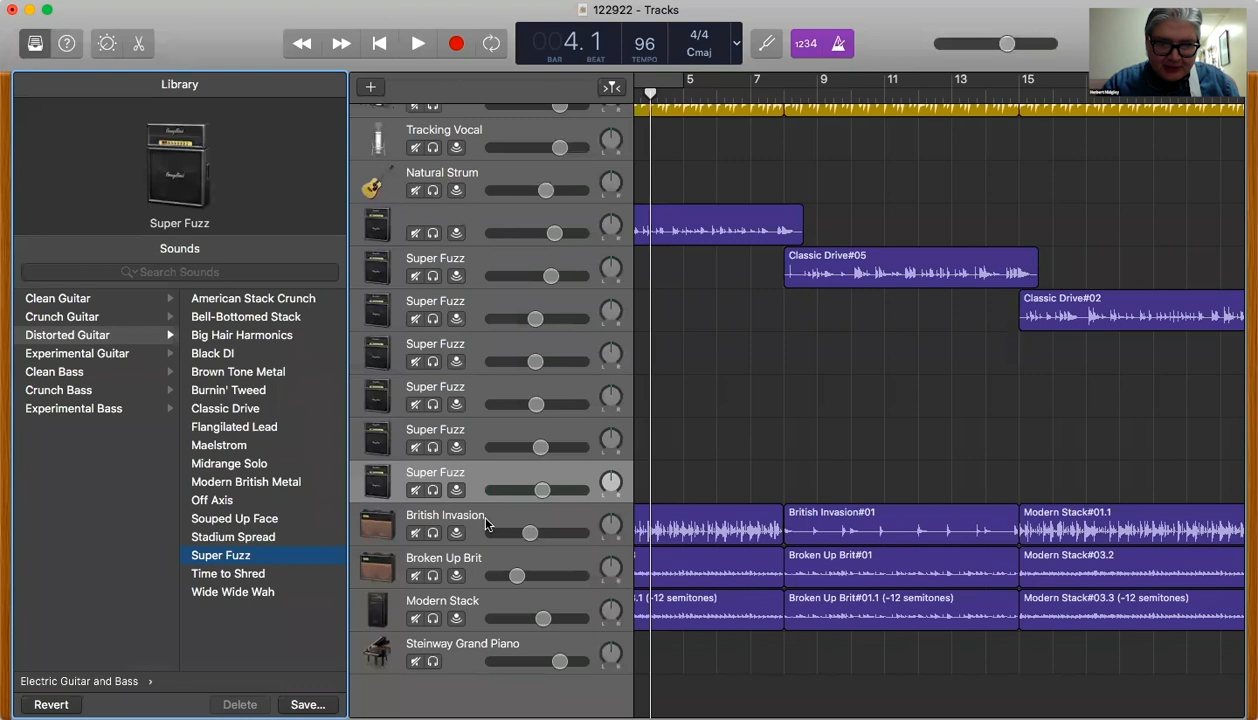 122922 - Tracks
004.1
BAR BEAT
96
TEMPO
4/4
Cmaj
1234
Herbert Midgley
Library
Super Fuzz
Sounds
Search Sounds
Clean Guitar
Crunch Guitar
Distorted Guitar
Experimental Guitar
Clean Bass
Crunch Bass
Experimental Bass
American Stack Crunch
Bell-Bottomed Stack
Big Hair Harmonics
Black DI
Brown Tone Metal
Burnin' Tweed
Classic Drive
Flangilated Lead
Maelstrom
Midrange Solo
Modern British Metal
Off Axis
Souped Up Face
Stadium Spread
Super Fuzz
Time to Shred
Wide Wide Wah
Electric Guitar and Bass
Revert
Delete
Save...
5 7 9 11 13 15
Tracking Vocal
Natural Strum
Super Fuzz
Super Fuzz
Super Fuzz
Super Fuzz
Super Fuzz
Super Fuzz
British Invasion
Broken Up Brit
Modern Stack
Steinway Grand Piano
Classic Drive#05
Classic Drive#02
British Invasion#01
Modern Stack#01.1
Broken Up Brit#01
Modern Stack#03.2
.1 (-12 semitones)
Broken Up Brit#01.1 (-12 semitones)
Modern Stack#03.3 (-12 semitones)